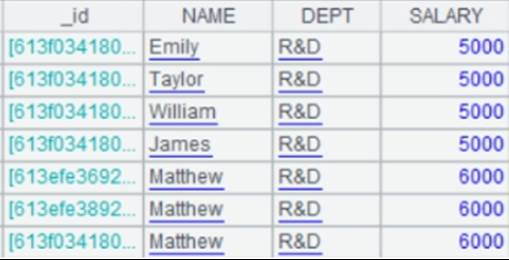 _id NAME DEPT SALARY
[613f034180... Emily R&D 5000
[613f034180... Taylor R&D 5000
[613f034180... William R&D 5000
[613f034180... James R&D 5000
[613efe3692... Matthew R&D 6000
[613efe3892... Matthew R&D 6000
[613f034180... Matthew R&D 6000